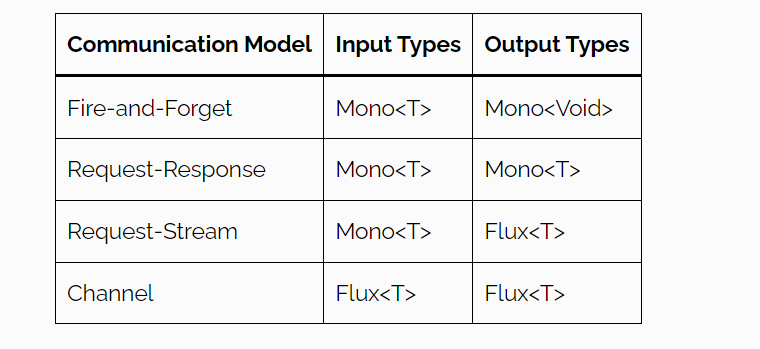 Communication Model Input Types Output Types
Fire-and-Forget Mono<T> Mono<Void>
Request-Response Mono<T> Mono<T>
Request-Stream Mono<T> Flux<T>
Channel Flux<T> Flux<T>